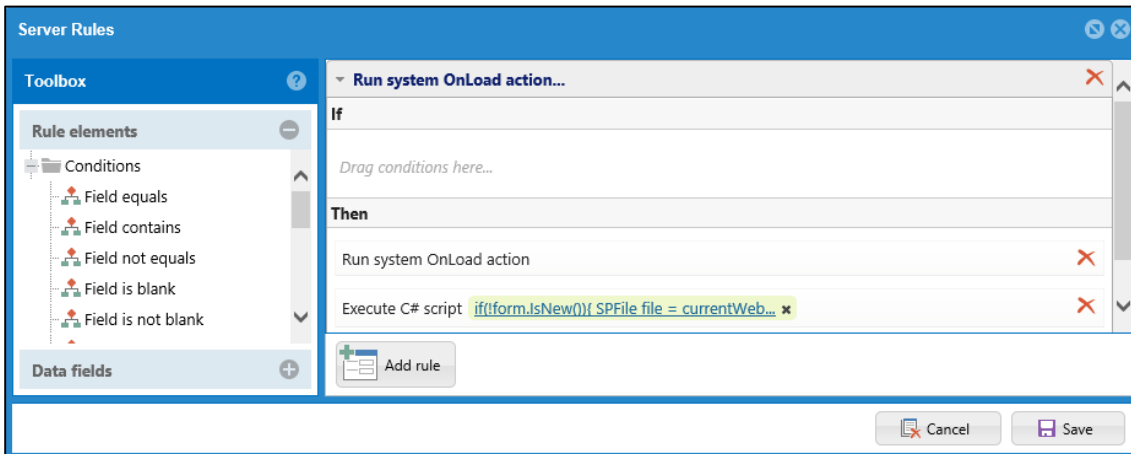 Server Rules
Toolbox
Rule elements
Conditions
Field equals
Field contains
Field not equals
Field is blank
Field is not blank
Data fields
Run system OnLoad action...
If
Drag conditions here...
Then
Run system OnLoad action
Execute C# script if(!form.IsNew()){ SPFile file = currentWeb...
Add rule
Cancel
Save